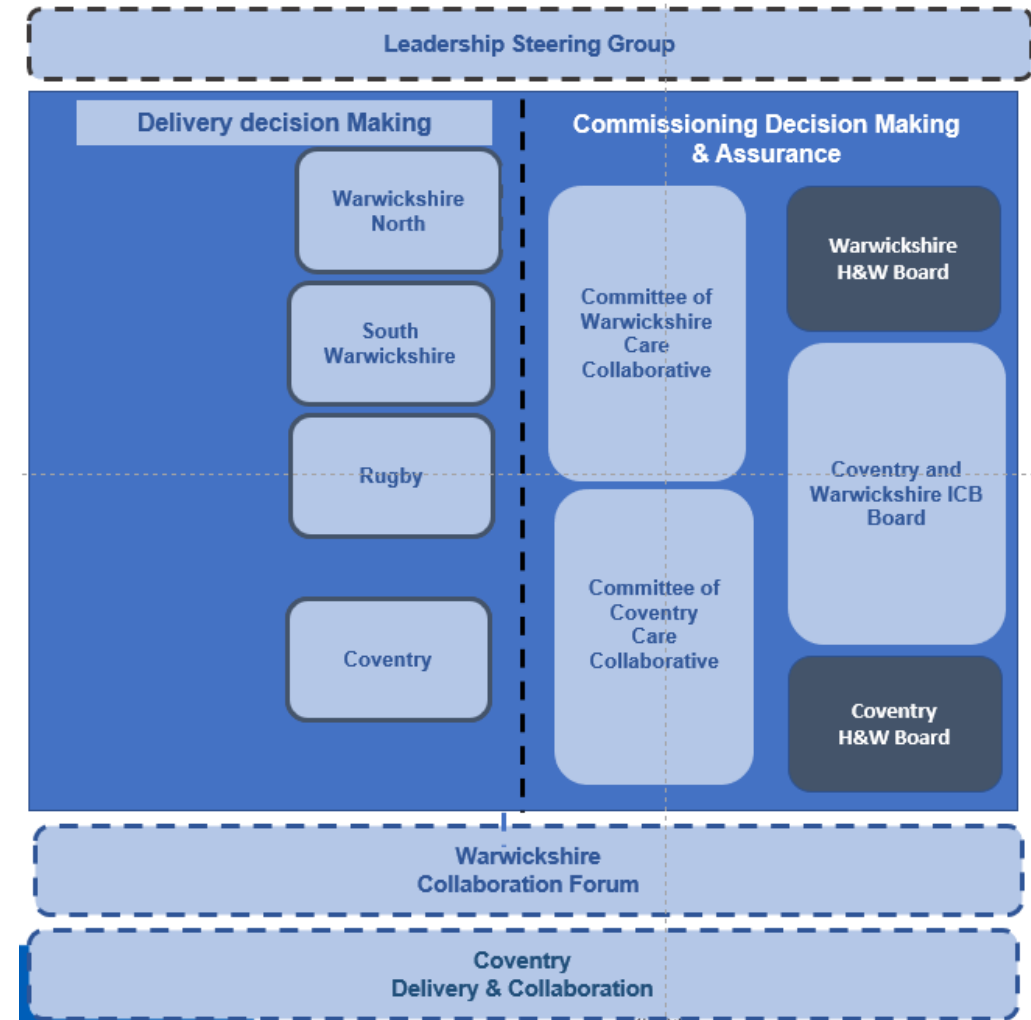 Leadership Steering Group
Delivery decision Making
Warwickshire
North
South
Warwickshire
Rugby
Coventry
Commissioning Decision Making
& Assurance
Committee of
Warwickshire
Care
Collaborative
Committee of
Coventry
Care
Collaborative
Warwickshire
H&W Board
Coventry and
Warwickshire ICB
Board
Coventry
H&W Board
Warwickshire
Collaboration Forum
Coventry
Delivery & Collaboration